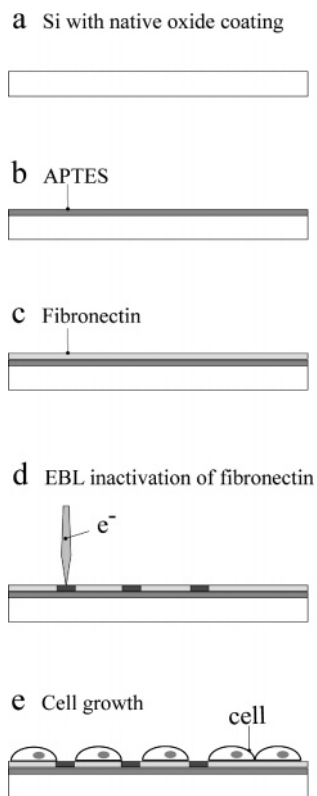 a Si with native oxide coating
b APTES
c Fibronectin
d EBL inactivation of fibronectin
e-
e Cell growth
cell